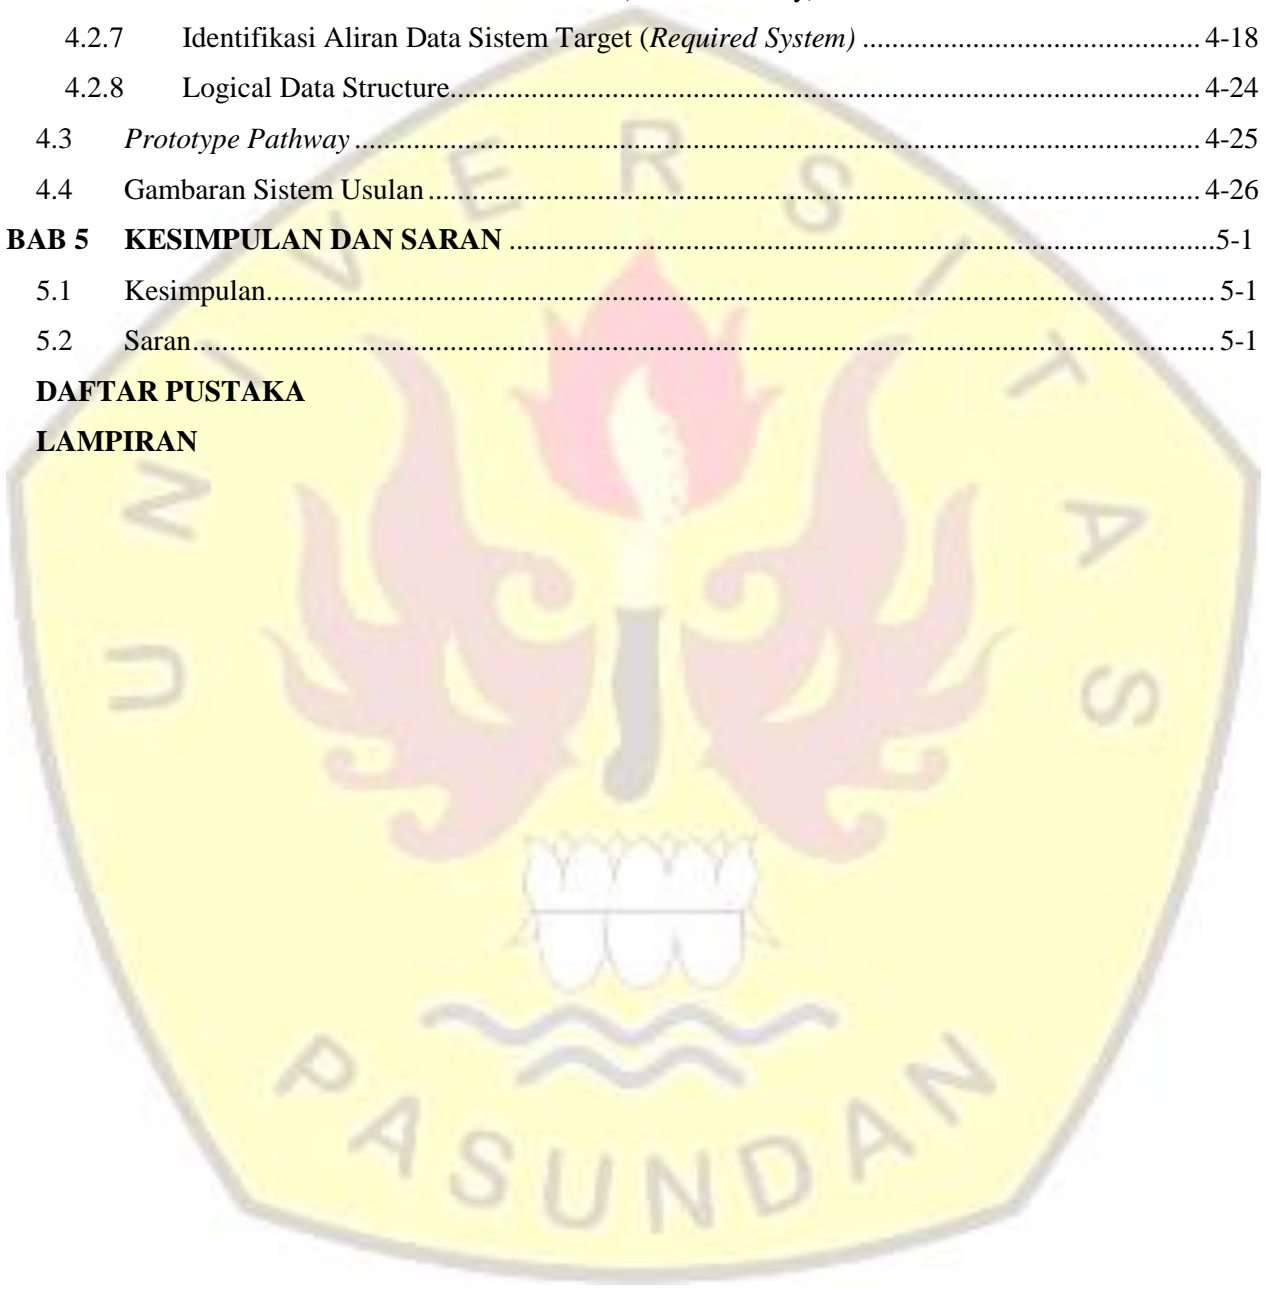 4.2.7 Identifikasi Aliran Data Sistem Target (Required System) ........ 4-18
4.2.8 Logical Data Structure ........ 4-24
4.3 Prototype Pathway ........ 4-25
4.4 Gambaran Sistem Usulan ........ 4-26
BAB 5 KESIMPULAN DAN SARAN ........ 5-1
5.1 Kesimpulan ........ 5-1
5.2 Saran ........ 5-1
DAFTAR PUSTAKA
LAMPIRAN
UNIVERSITAS
PASUNDAN